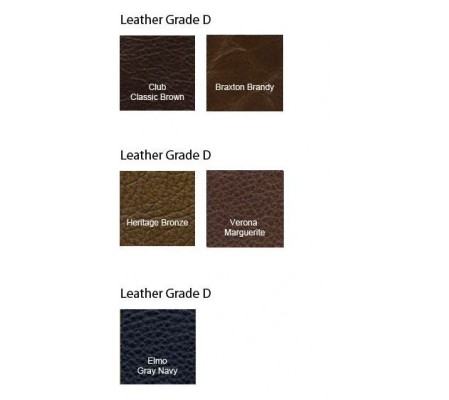 Leather Grade D
Club
Classic Brown
Braxton Brandy
Leather Grade D
Heritage Bronze
Verona
Marguerite
Leather Grade D
Elmo
Gray Navy